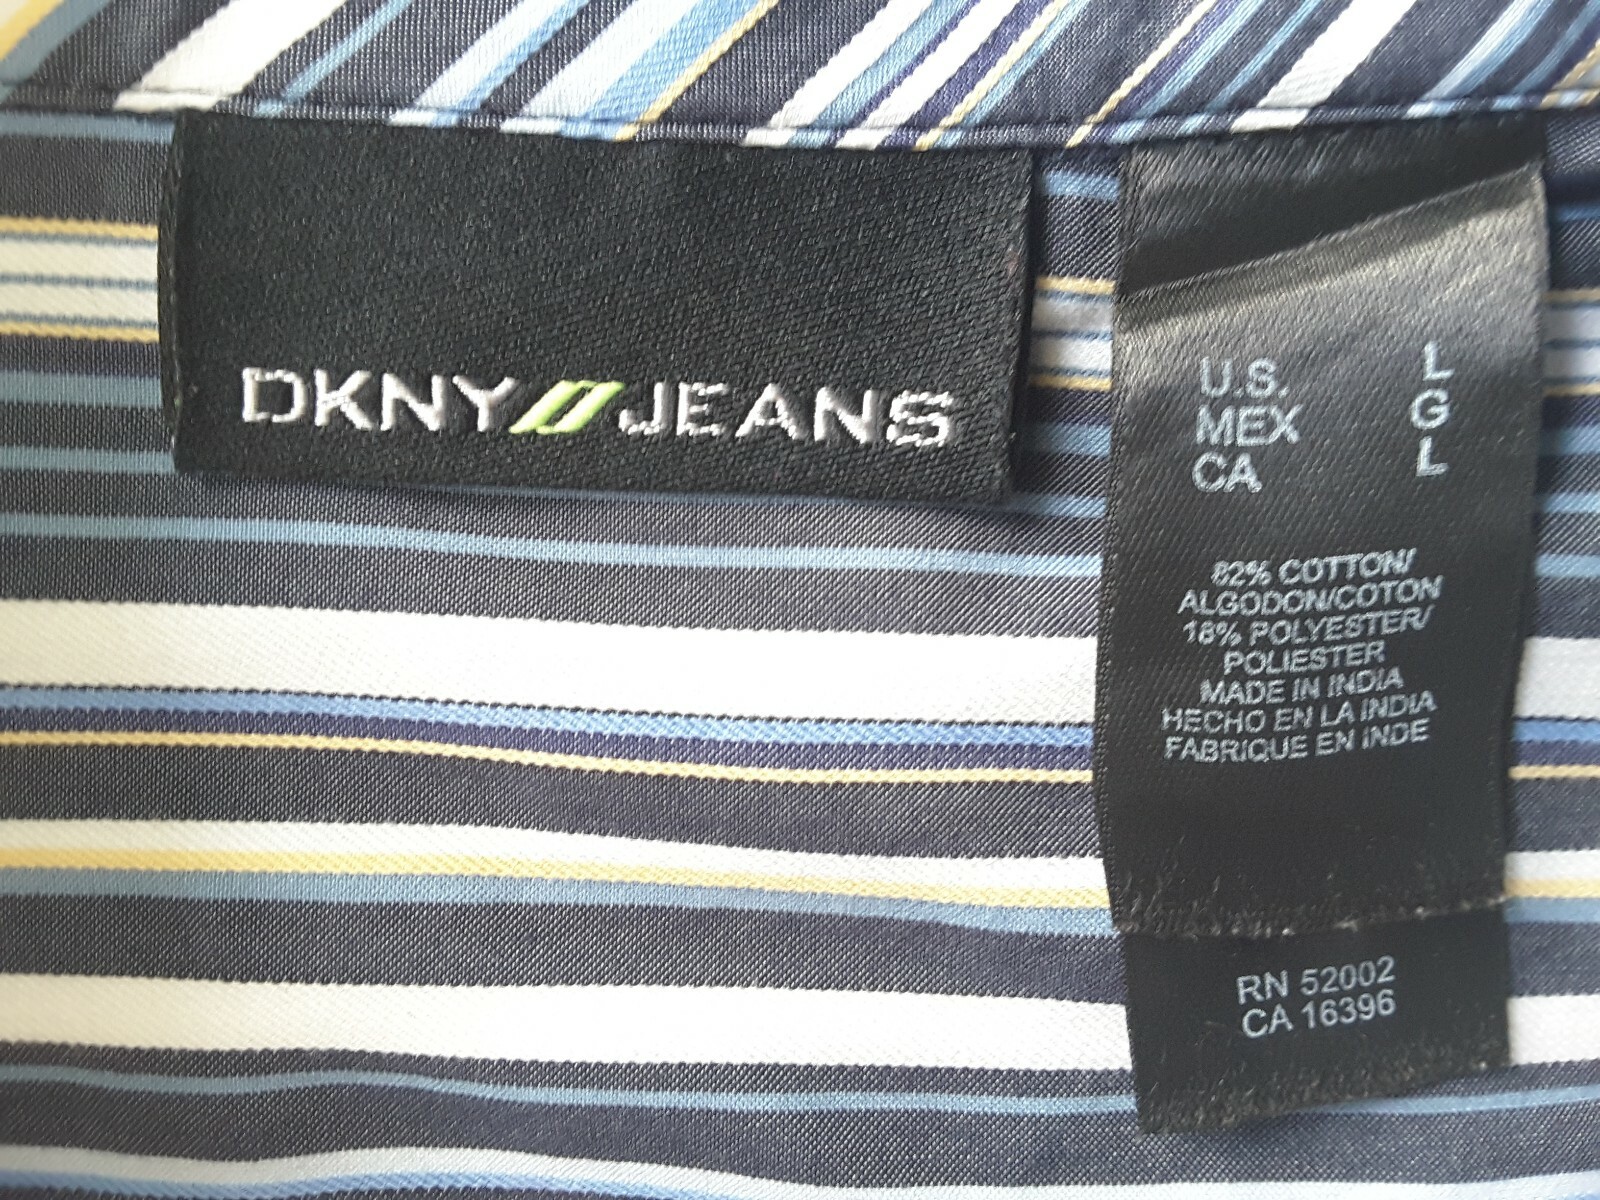 DKNY//JEANS
U.S. L
MEX G
CA L
82% COTTON/
ALGODON/COTON
18% POLYESTER/
POLIESTER
MADE IN INDIA
HECHO EN LA INDIA
FABRIQUE EN INDE
RN 52002
CA 16396